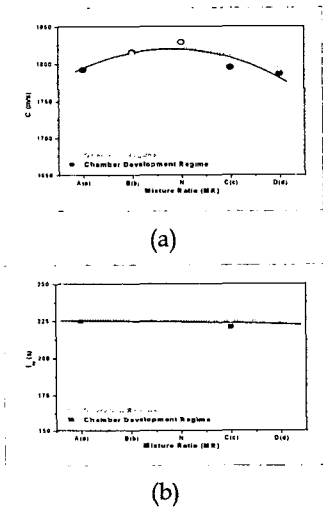 1850
1800
1750
1700
1650
C (m/s)
Chamber Development Regime
A(a) B(b) N C(c) D(d)
Mixture Ratio (MR)
(a)
250
225
200
175
150
Chamber Development Regime
A(a) B(b) N C(c) D(d)
Mixture Ratio (MR)
(b)